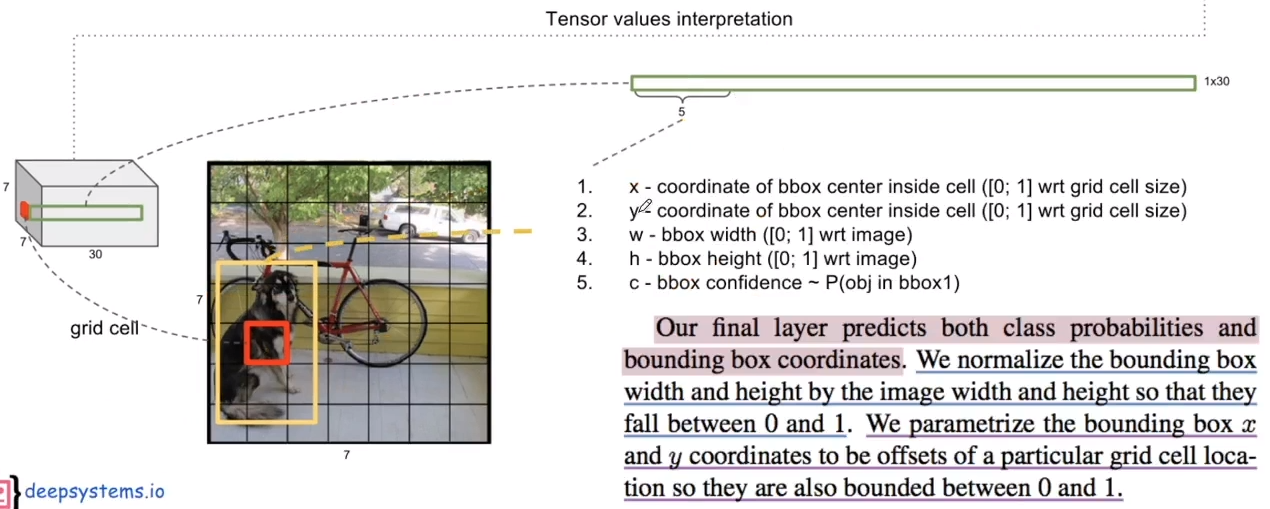 Tensor values interpretation
1x30
5
7
7
30
grid cell
7
7
1. x - coordinate of bbox center inside cell ([0; 1] wrt grid cell size)
2. y - coordinate of bbox center inside cell ([0; 1] wrt grid cell size)
3. w - bbox width ([0; 1] wrt image)
4. h - bbox height ([0; 1] wrt image)
5. c - bbox confidence ~ P(obj in bbox1)
Our final layer predicts both class probabilities and
bounding box coordinates. We normalize the bounding box
width and height by the image width and height so that they
fall between 0 and 1. We parametrize the bounding box x
and y coordinates to be offsets of a particular grid cell loca-
tion so they are also bounded between 0 and 1.
deepsystems.io